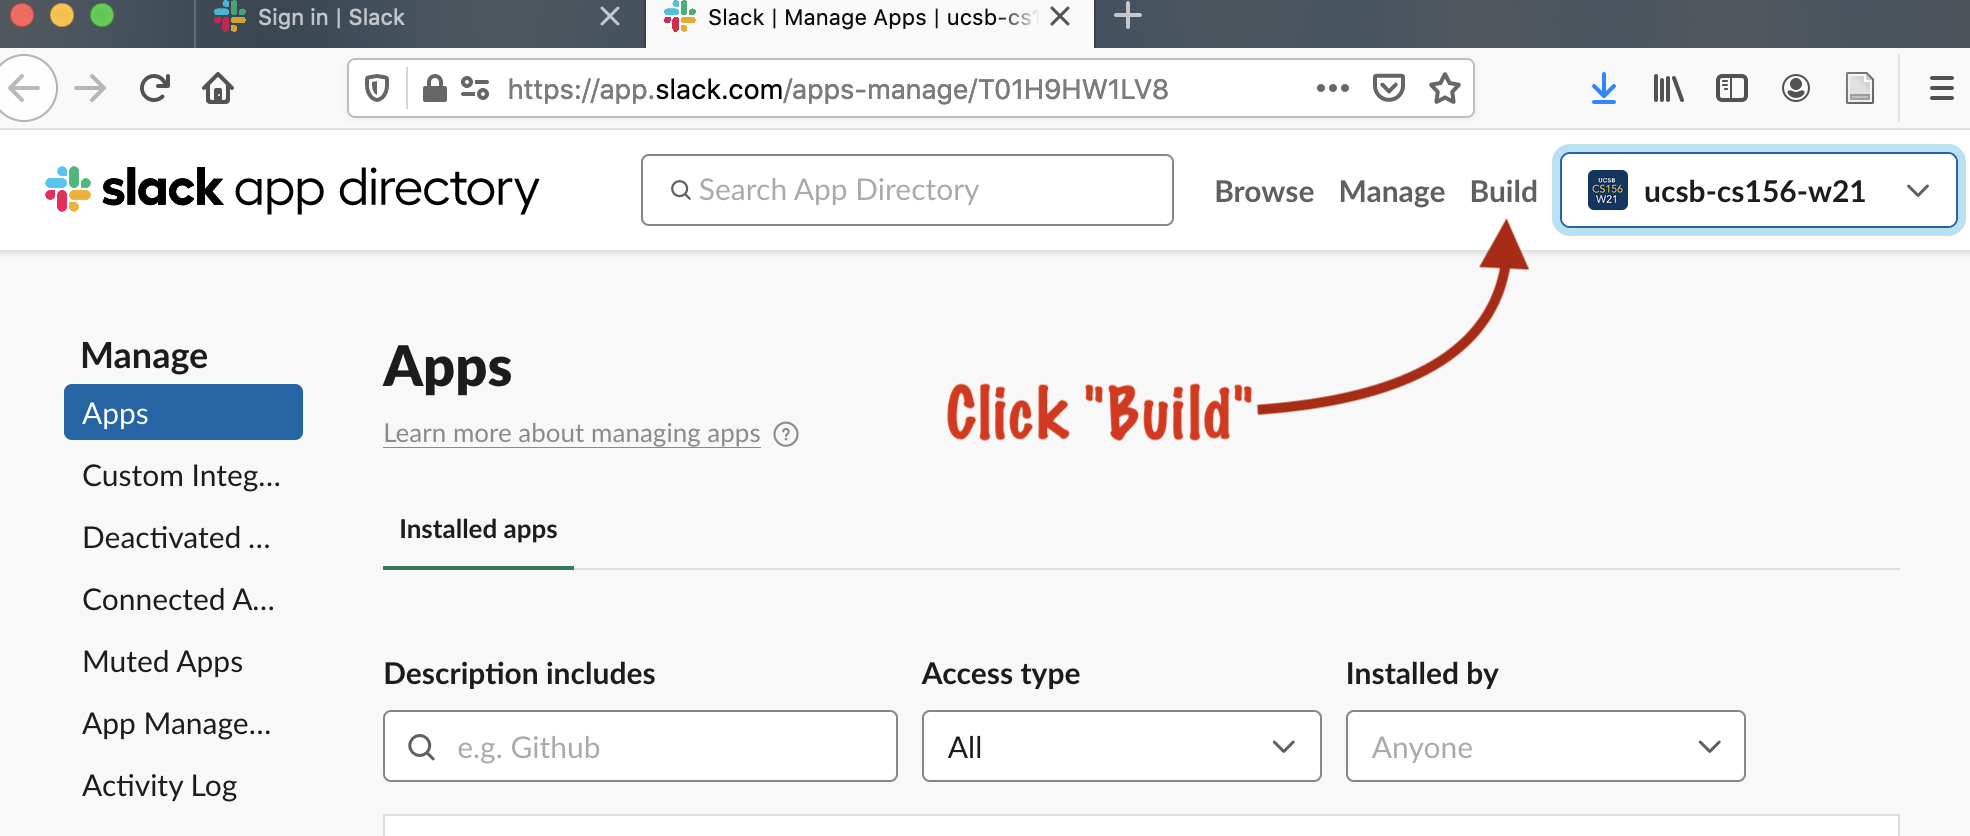 Sign in | Slack
Slack | Manage Apps | ucsb-cs1
https://app.slack.com/apps-manage/T01H9HW1LV8
slack app directory
Search App Directory
Browse Manage Build
UCSB
CS156
W21
ucsb-cs156-w21
Manage
Apps
Custom Integ...
Deactivated ...
Connected A...
Muted Apps
App Manage...
Activity Log
Apps
Learn more about managing apps ?
Click "Build"
Installed apps
Description includes
e.g. Github
Access type
All
Installed by
Anyone